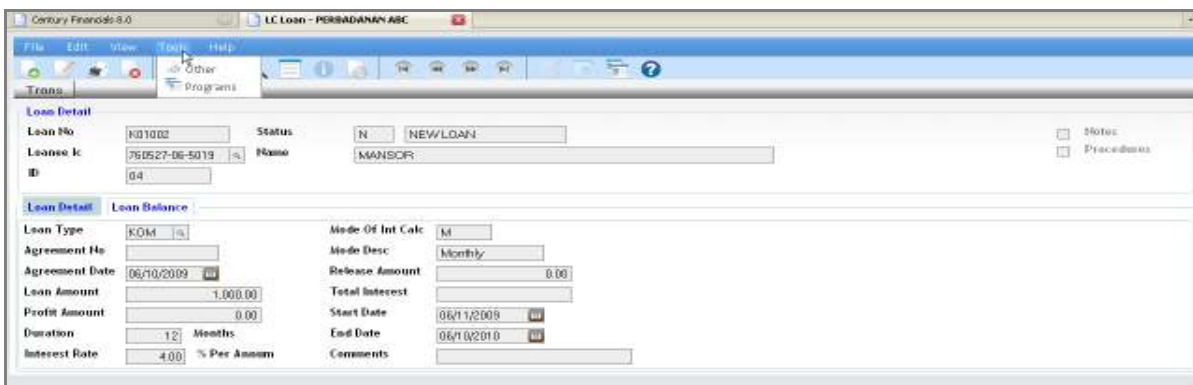 Century Financials 8.0 LC Loan - PERBADANAN ABC
File Edit View Tools Help
Other
Programs
Trans
Loan Detail
Loan No K01002 Status N NEW LOAN Notes
Loanee Ic 760527-06-5019 Name MANSOR Procedures
ID 04
Loan Detail Loan Balance
Loan Type KOM Mode Of Int Calc M
Agreement No Mode Desc Monthly
Agreement Date 06/10/2009 Release Amount 0.00
Loan Amount 1,000.00 Total Interest
Profit Amount 0.00 Start Date 06/11/2009
Duration 12 Months End Date 06/10/2010
Interest Rate 4.00 % Per Annum Comments